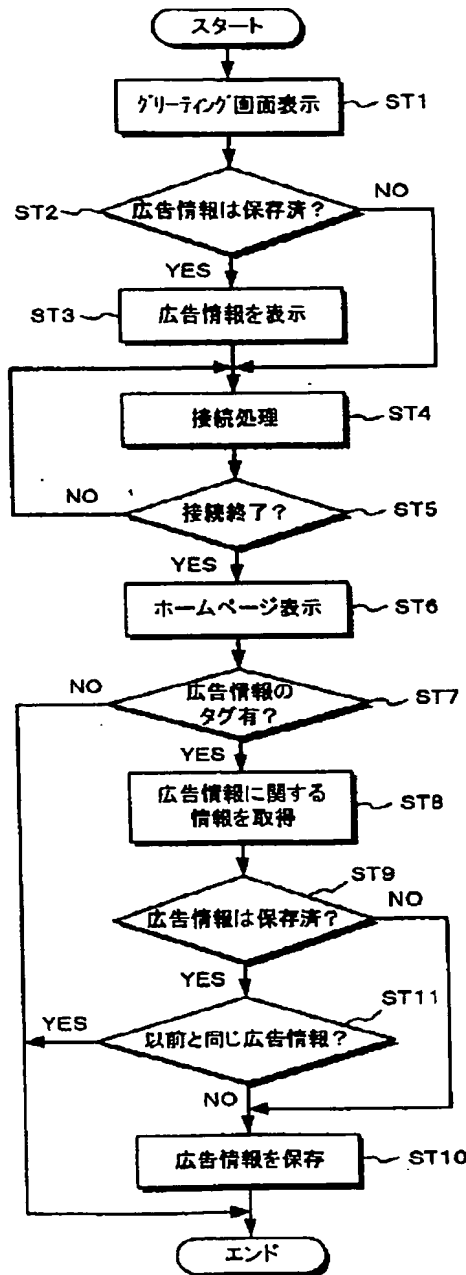 スタート
グリーティング画面表示
ST1
広告情報は保存済？
ST2
NO
YES
ST3
広告情報を表示
接続処理
ST4
NO
接続終了？
ST5
YES
ホームページ表示
ST6
NO
広告情報の
タグ有？
ST7
YES
広告情報に関する
情報を取得
ST8
ST9
広告情報は保存済？
NO
YES
ST11
YES
以前と同じ広告情報？
NO
広告情報を保存
ST10
エンド